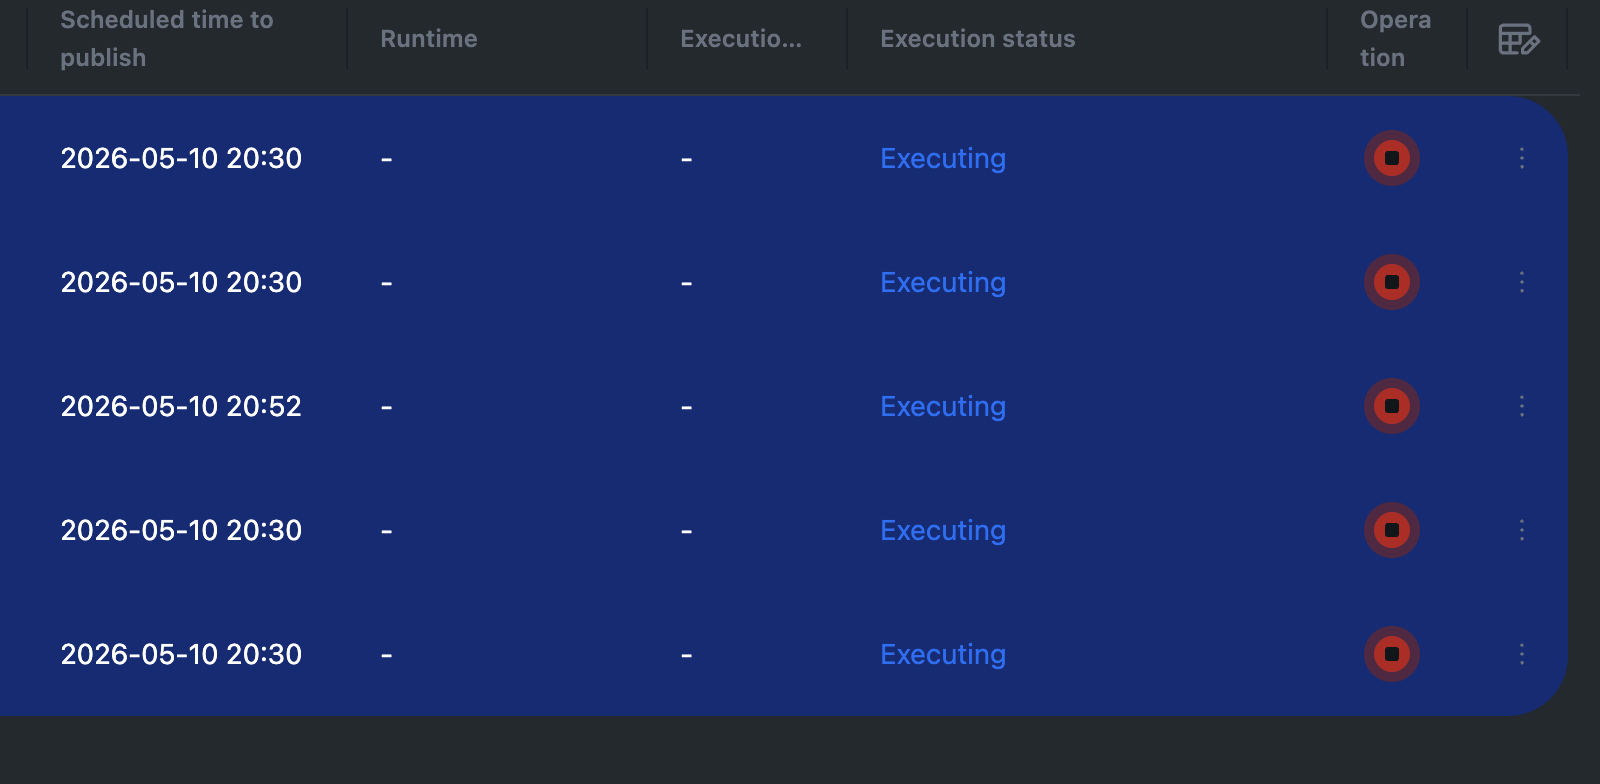 Scheduled time to
publish
Runtime
Executio...
Execution status
Opera
tion
2026-05-10 20:30 - - Executing
2026-05-10 20:30 - - Executing
2026-05-10 20:52 - - Executing
2026-05-10 20:30 - - Executing
2026-05-10 20:30 - - Executing